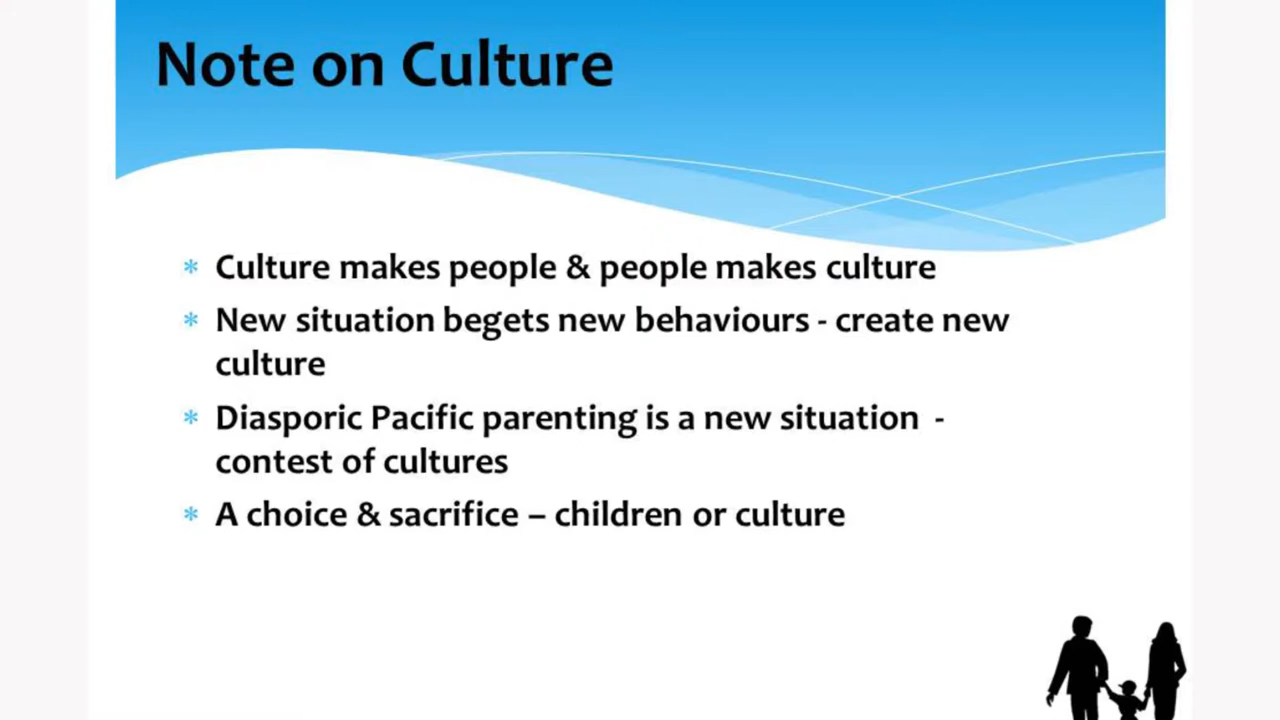 Note on Culture
* Culture makes people & people makes culture
* New situation begets new behaviours - create new
culture
* Diasporic Pacific parenting is a new situation -
contest of cultures
* A choice & sacrifice – children or culture